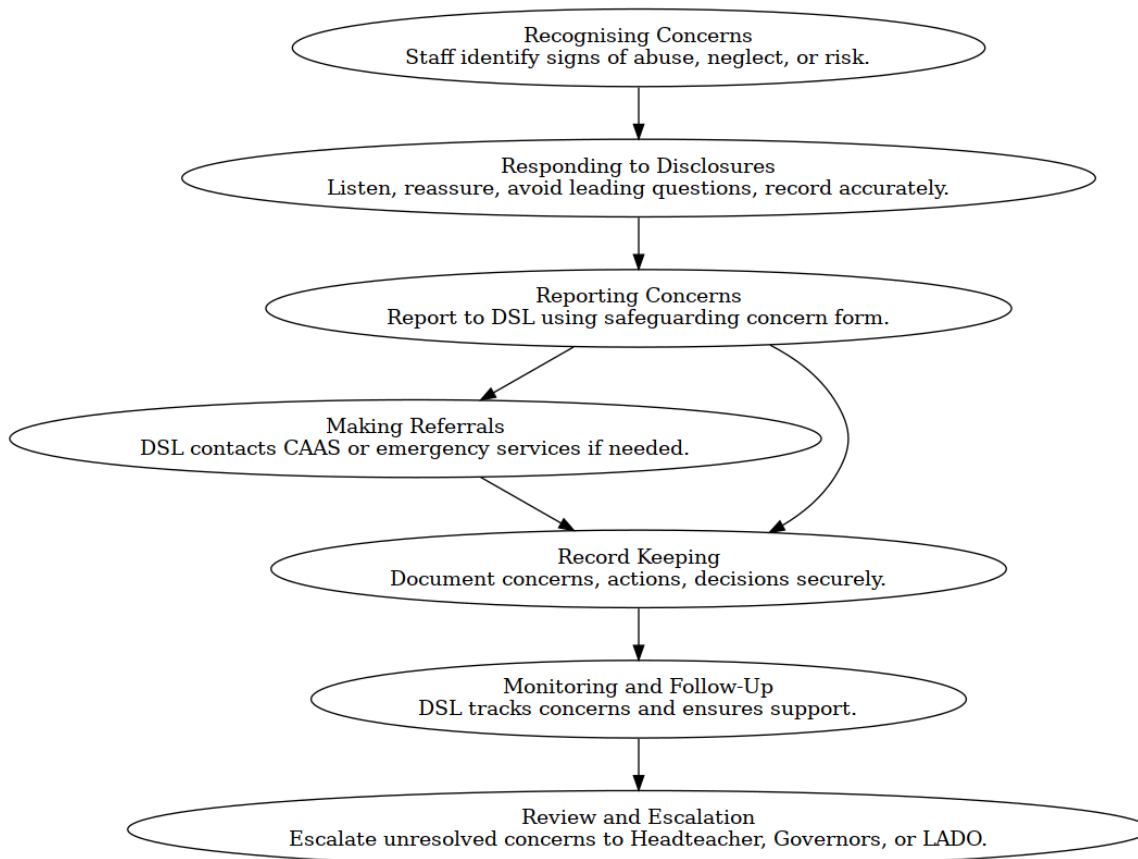 Recognising Concerns
Staff identify signs of abuse, neglect, or risk.
Responding to Disclosures
Listen, reassure, avoid leading questions, record accurately.
Reporting Concerns
Report to DSL using safeguarding concern form.
Making Referrals
DSL contacts CAAS or emergency services if needed.
Record Keeping
Document concerns, actions, decisions securely.
Monitoring and Follow-Up
DSL tracks concerns and ensures support.
Review and Escalation
Escalate unresolved concerns to Headteacher, Governors, or LADO.